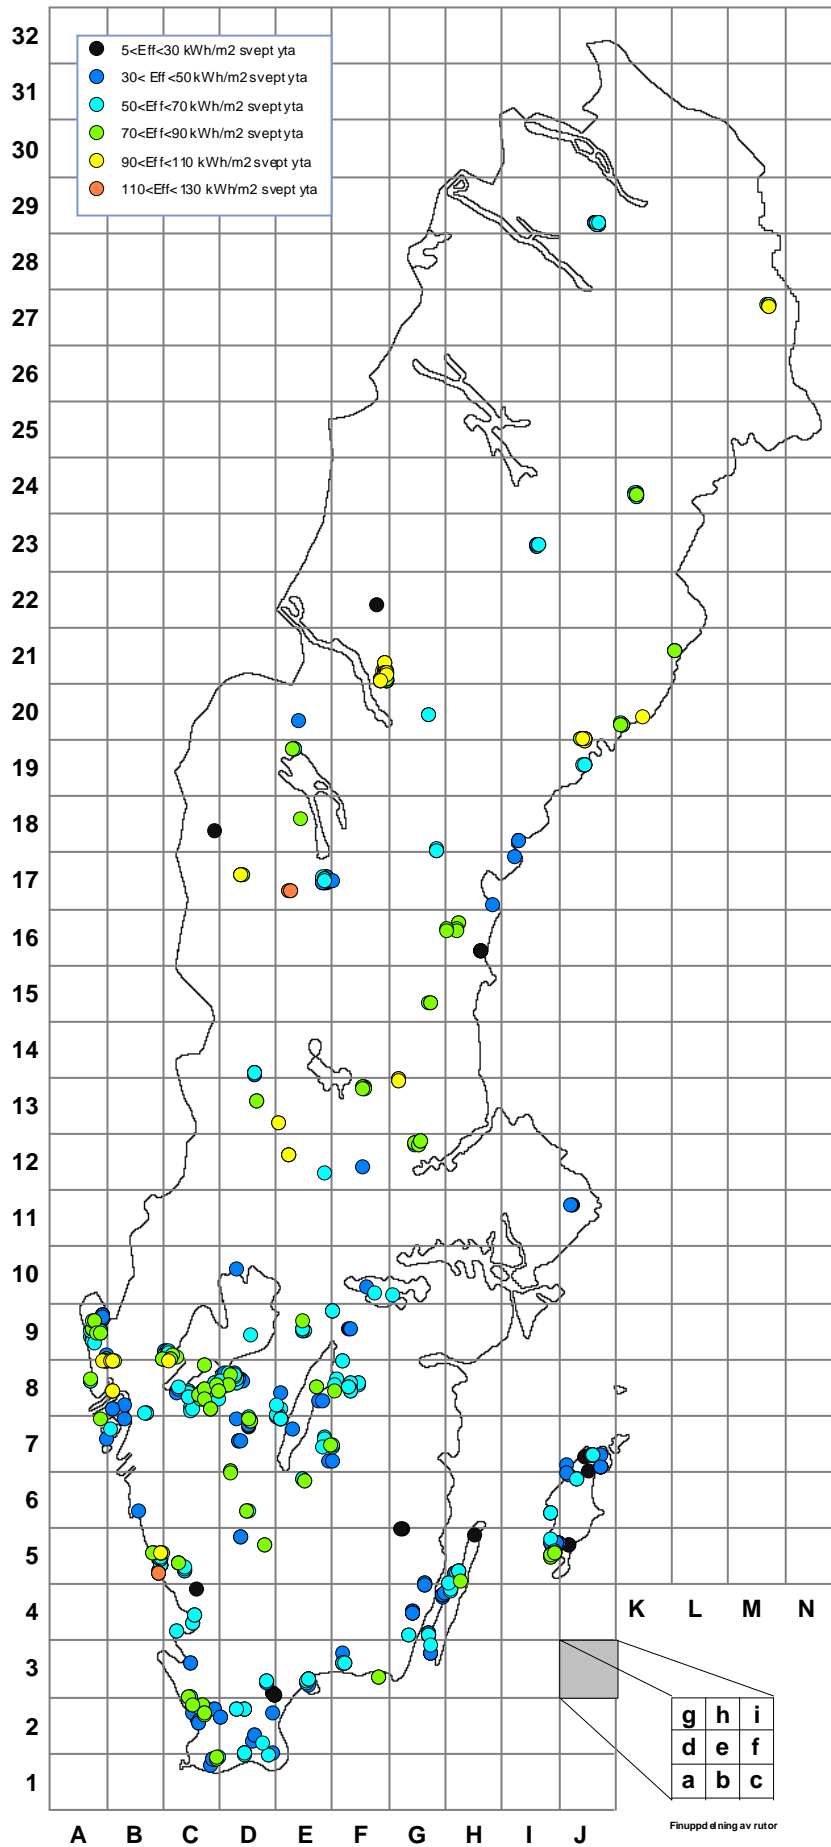 32
31
30
29
28
27
26
25
24
23
22
21
20
19
18
17
16
15
14
13
12
11
10
9
8
7
6
5
4
3
2
1
5<Eff<30 kWh/m2 svept yta
30< Eff <50 kWh/m2 svept yta
50<Eff<70 kWh/m2 svept yta
70<Eff<90 kWh/m2 svept yta
90<Eff<110 kWh/m2 svept yta
110<Eff<130 kWh/m2 svept yta
K L M N
g h i
d e f
a b c
Finuppdelning av rutor
A B C D E F G H I J